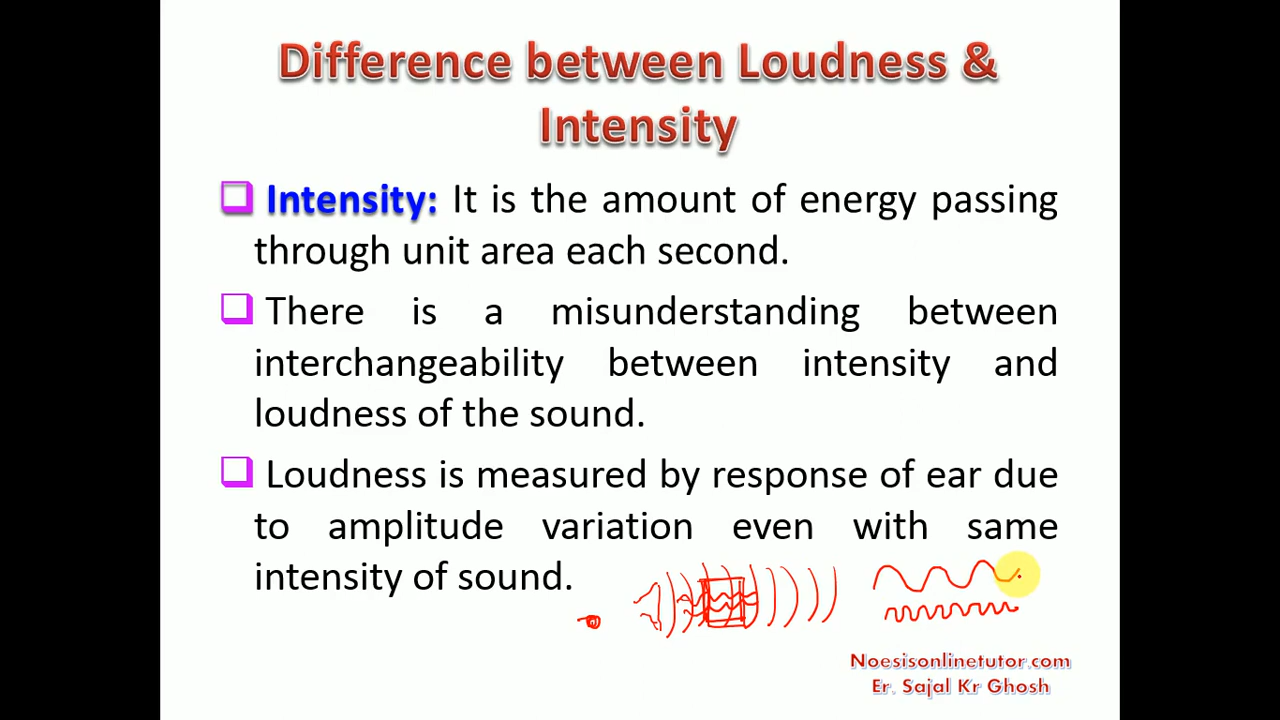 Difference between Loudness &
Intensity
Intensity: It is the amount of energy passing
through unit area each second.
There is a misunderstanding between
interchangeability between intensity and
loudness of the sound.
Loudness is measured by response of ear due
to amplitude variation even with same
intensity of sound.
Noesisonlinetutor.com
Er. Sajal Kr Ghosh